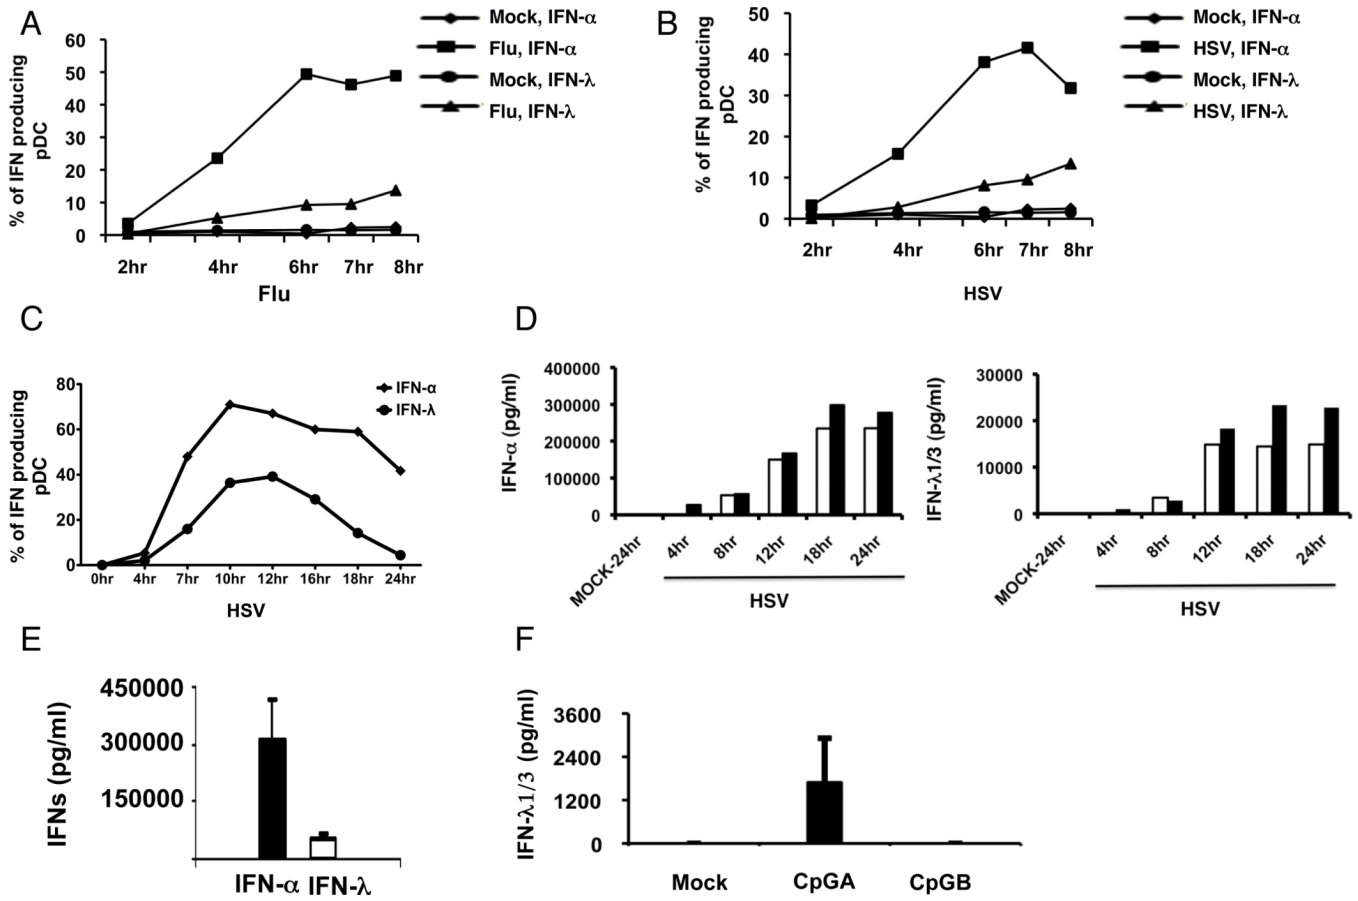 A
Mock, IFN-α
Flu, IFN-α
Mock, IFN-λ
Flu, IFN-λ
% of IFN producing
pDC
60
50
40
30
20
10
0
2hr 4hr 6hr 7hr 8hr
Flu
B
Mock, IFN-α
HSV, IFN-α
Mock, IFN-λ
HSV, IFN-λ
% of IFN producing
pDC
50
40
30
20
10
0
2hr 4hr 6hr 7hr 8hr
HSV
C
IFN-α
IFN-λ
% of IFN producing
pDC
80
60
40
20
0
0hr 4hr 7hr 10hr 12hr 16hr 18hr 24hr
HSV
D
IFN-α (pg/ml)
400000
300000
200000
100000
0
MOCK-24hr 4hr 8hr 12hr 18hr 24hr
HSV
IFN-λ1/3 (pg/ml)
30000
20000
10000
0
MOCK-24hr 4hr 8hr 12hr 18hr 24hr
HSV
E
IFNs (pg/ml)
450000
300000
150000
IFN-α IFN-λ
F
IFN-λ1/3 (pg/ml)
3600
2400
1200
0
Mock CpGA CpGB